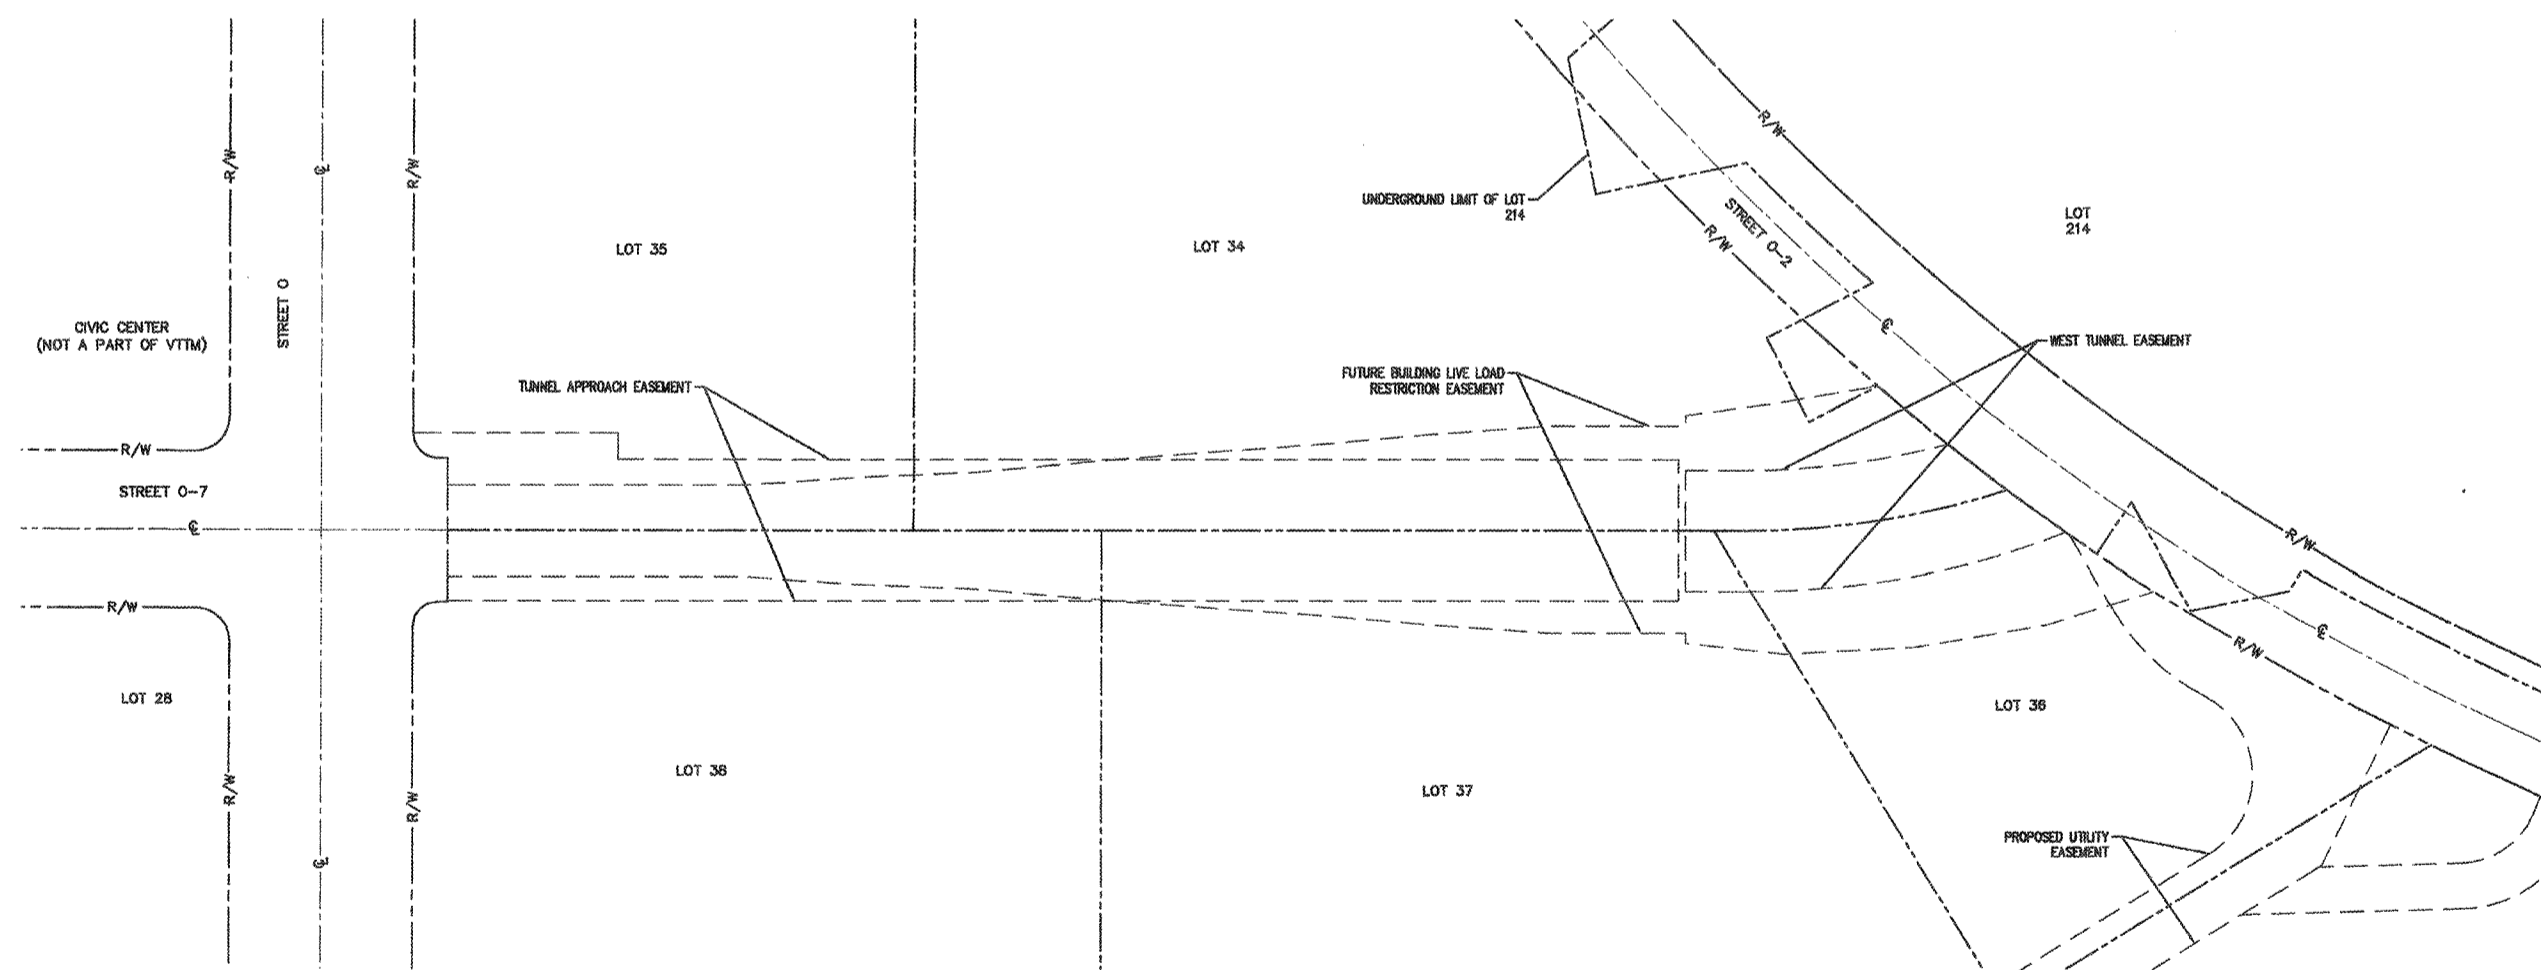 R/W
℄
R/W
R/W
STREET O
CIVIC CENTER
(NOT A PART OF VTTM)
LOT 35
LOT 34
UNDERGROUND LIMIT OF LOT
214
STREET O-2
R/W
℄
LOT
214
TUNNEL APPROACH EASEMENT
FUTURE BUILDING LIVE LOAD
RESTRICTION EASEMENT
WEST TUNNEL EASEMENT
R/W
STREET O-7
℄
R/W
R/W
℄
R/W
LOT 28
LOT 36
LOT 38
LOT 37
R/W
R/W
℄
PROPOSED UTILITY
EASEMENT